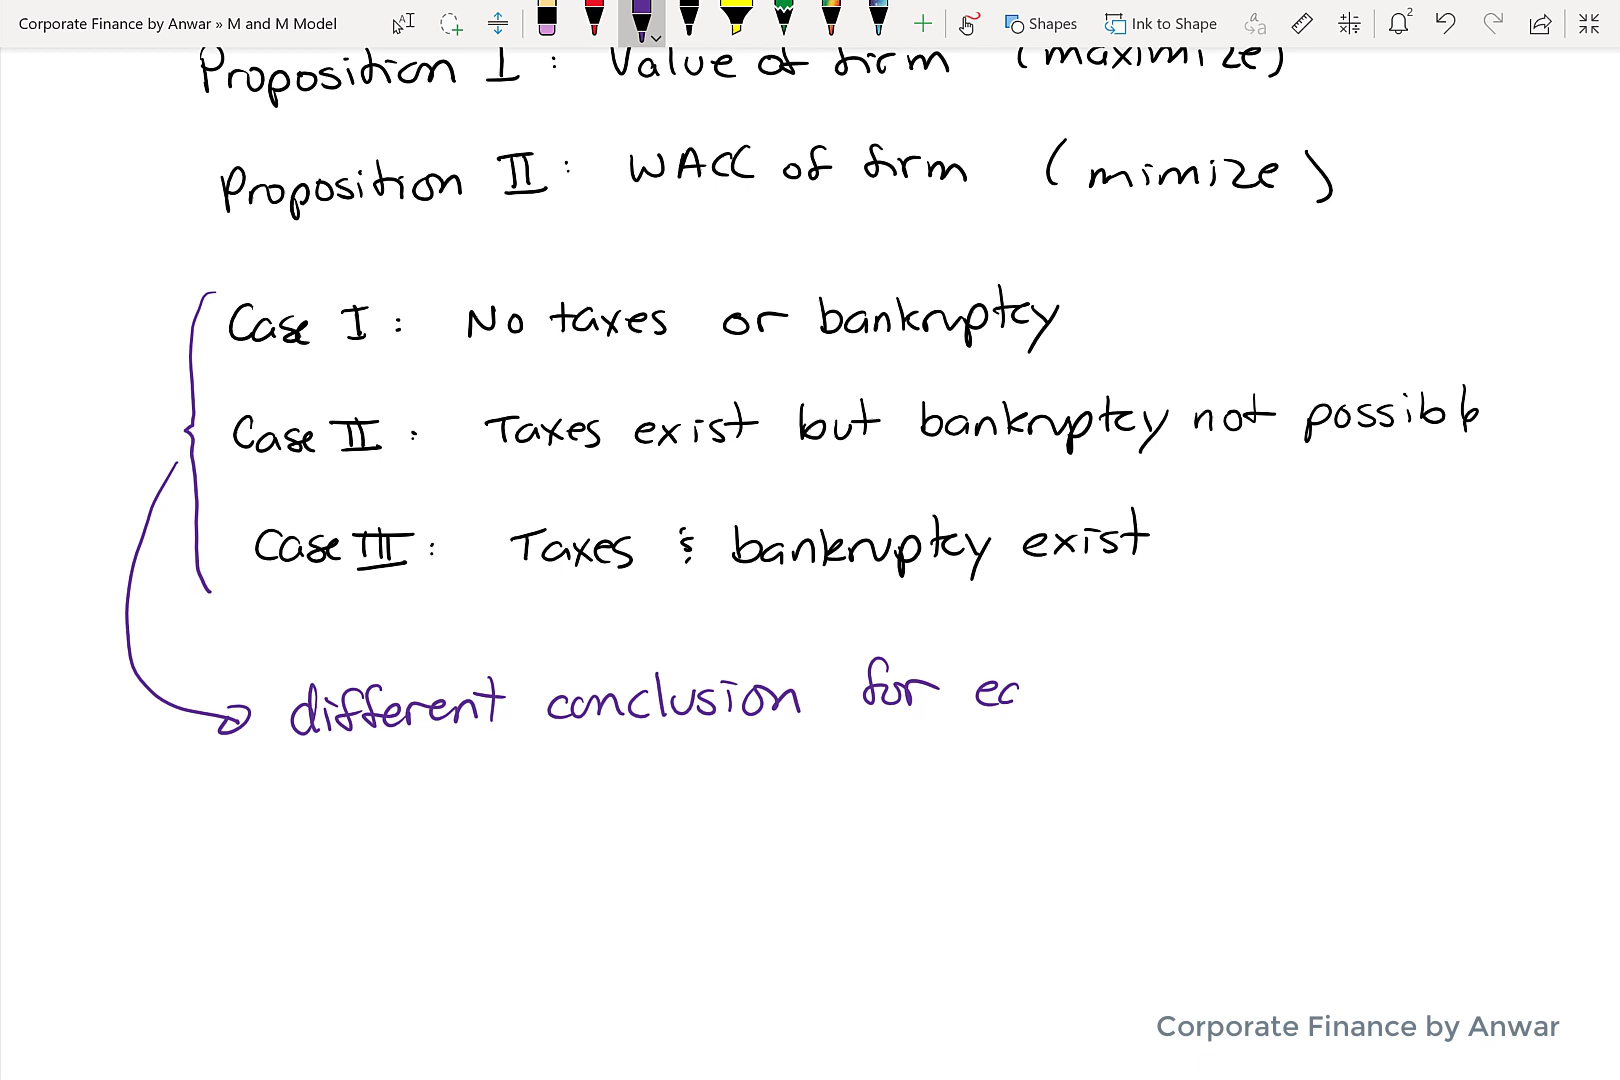 Corporate Finance by Anwar » M and M Model
Shapes
Ink to Shape
2
Proposition I : Value of firm (maximize)
Proposition II : WACC of firm (mimize)
Case I : No taxes or bankruptcy
Case II : Taxes exist but bankruptcy not possible
Case III : Taxes & bankruptcy exist
different conclusion for ec
Corporate Finance by Anwar